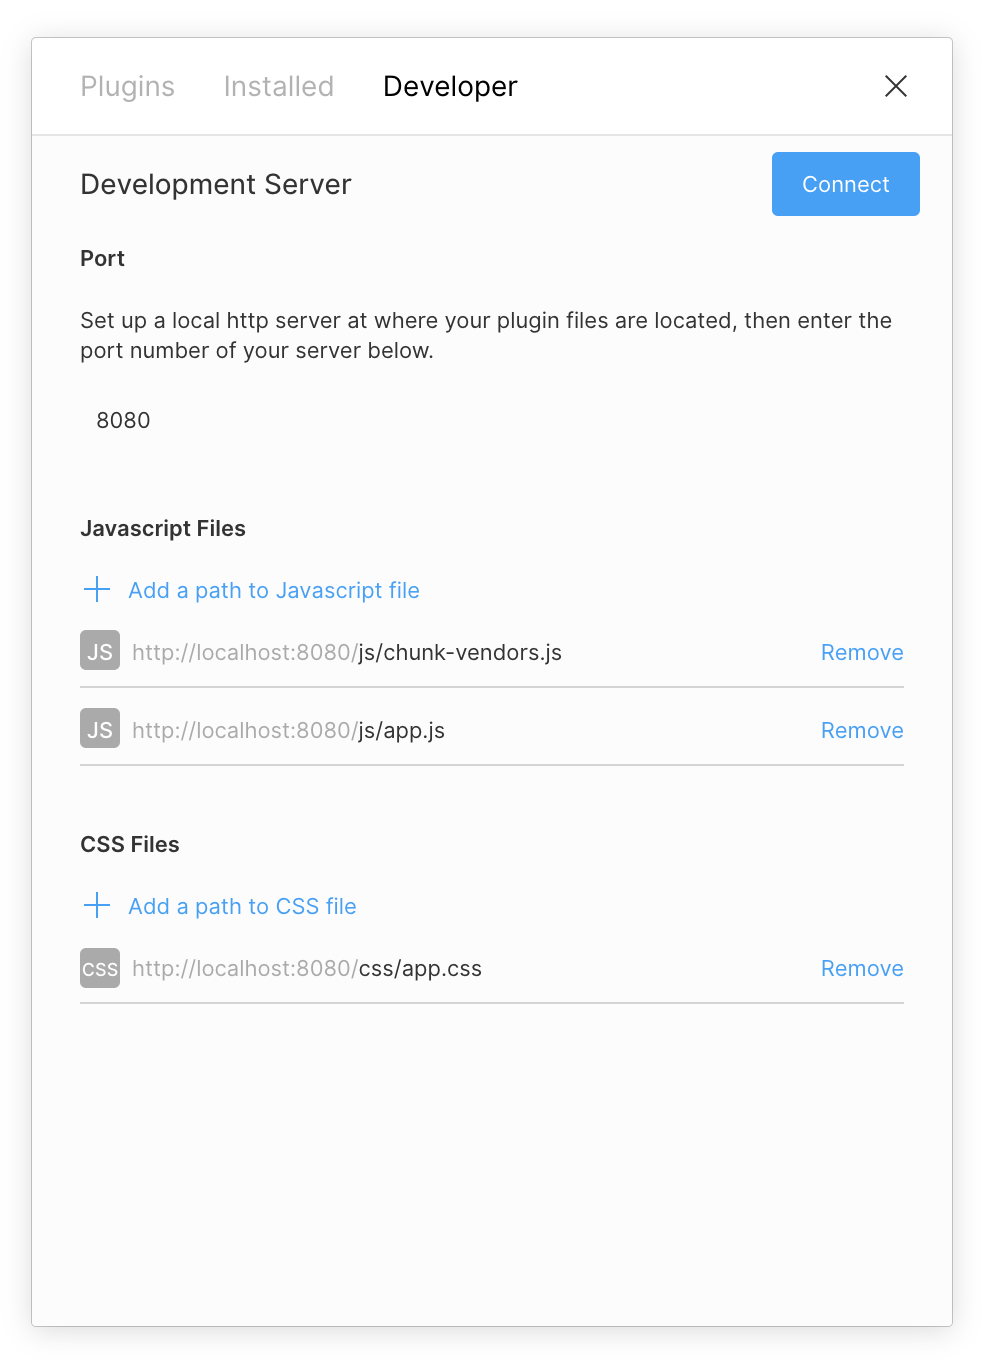 Plugins Installed Developer
Development Server Connect
Port
Set up a local http server at where your plugin files are located, then enter the
port number of your server below.
8080
Javascript Files
Add a path to Javascript file
JS http://localhost:8080/js/chunk-vendors.js Remove
JS http://localhost:8080/js/app.js Remove
CSS Files
Add a path to CSS file
CSS http://localhost:8080/css/app.css Remove